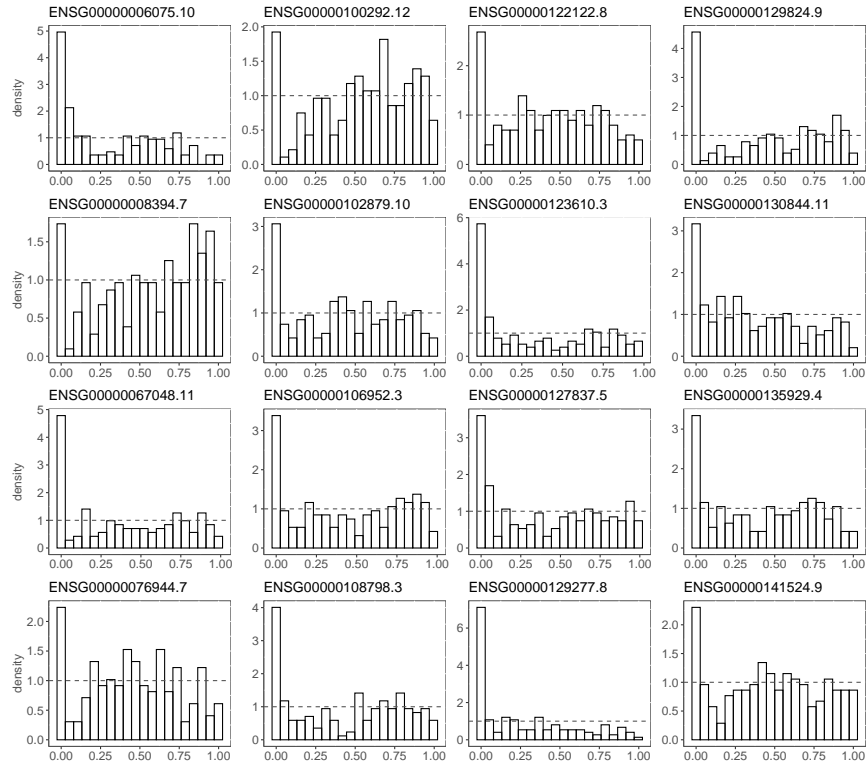 ENSG00000006075.10
ENSG00000100292.12
ENSG00000122122.8
ENSG00000129824.9
density
5
4
3
2
1
0
0.00 0.25 0.50 0.75 1.00
2.0
1.5
1.0
0.5
0.0
0.00 0.25 0.50 0.75 1.00
2
1
0
0.00 0.25 0.50 0.75 1.00
4
3
2
1
0
0.00 0.25 0.50 0.75 1.00
ENSG00000008394.7
ENSG00000102879.10
ENSG00000123610.3
ENSG00000130844.11
density
1.5
1.0
0.5
0.0
0.00 0.25 0.50 0.75 1.00
3
2
1
0
0.00 0.25 0.50 0.75 1.00
6
4
2
0
0.00 0.25 0.50 0.75 1.00
3
2
1
0
0.00 0.25 0.50 0.75 1.00
ENSG00000067048.11
ENSG00000106952.3
ENSG00000127837.5
ENSG00000135929.4
density
5
4
3
2
1
0
0.00 0.25 0.50 0.75 1.00
3
2
1
0
0.00 0.25 0.50 0.75 1.00
3
2
1
0
0.00 0.25 0.50 0.75 1.00
3
2
1
0
0.00 0.25 0.50 0.75 1.00
ENSG00000076944.7
ENSG00000108798.3
ENSG00000129277.8
ENSG00000141524.9
density
2.0
1.5
1.0
0.5
0.0
0.00 0.25 0.50 0.75 1.00
4
3
2
1
0
0.00 0.25 0.50 0.75 1.00
6
4
2
0
0.00 0.25 0.50 0.75 1.00
2.0
1.5
1.0
0.5
0.0
0.00 0.25 0.50 0.75 1.00